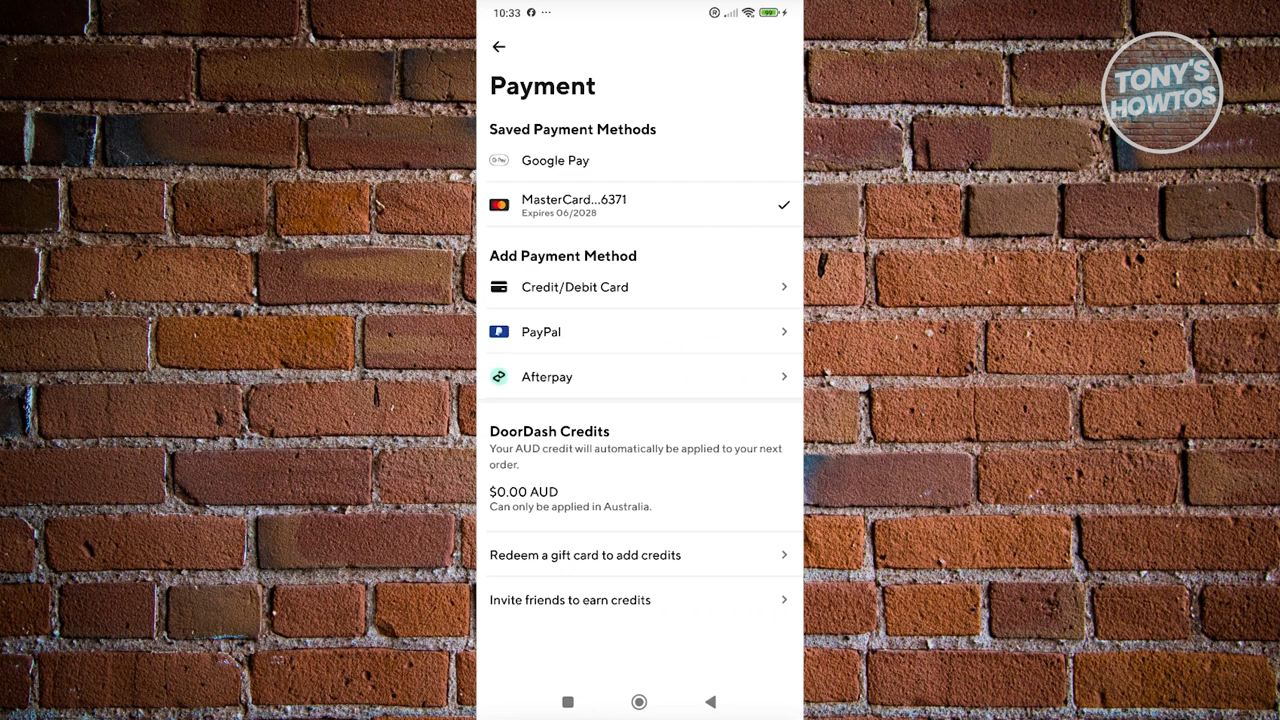 10:33
TONY'S
HOWTOS
Payment
Saved Payment Methods
G Pay
Google Pay
MasterCard...6371
Expires 06/2028
Add Payment Method
Credit/Debit Card
PayPal
Afterpay
DoorDash Credits
Your AUD credit will automatically be applied to your next
order.
$0.00 AUD
Can only be applied in Australia.
Redeem a gift card to add credits
Invite friends to earn credits